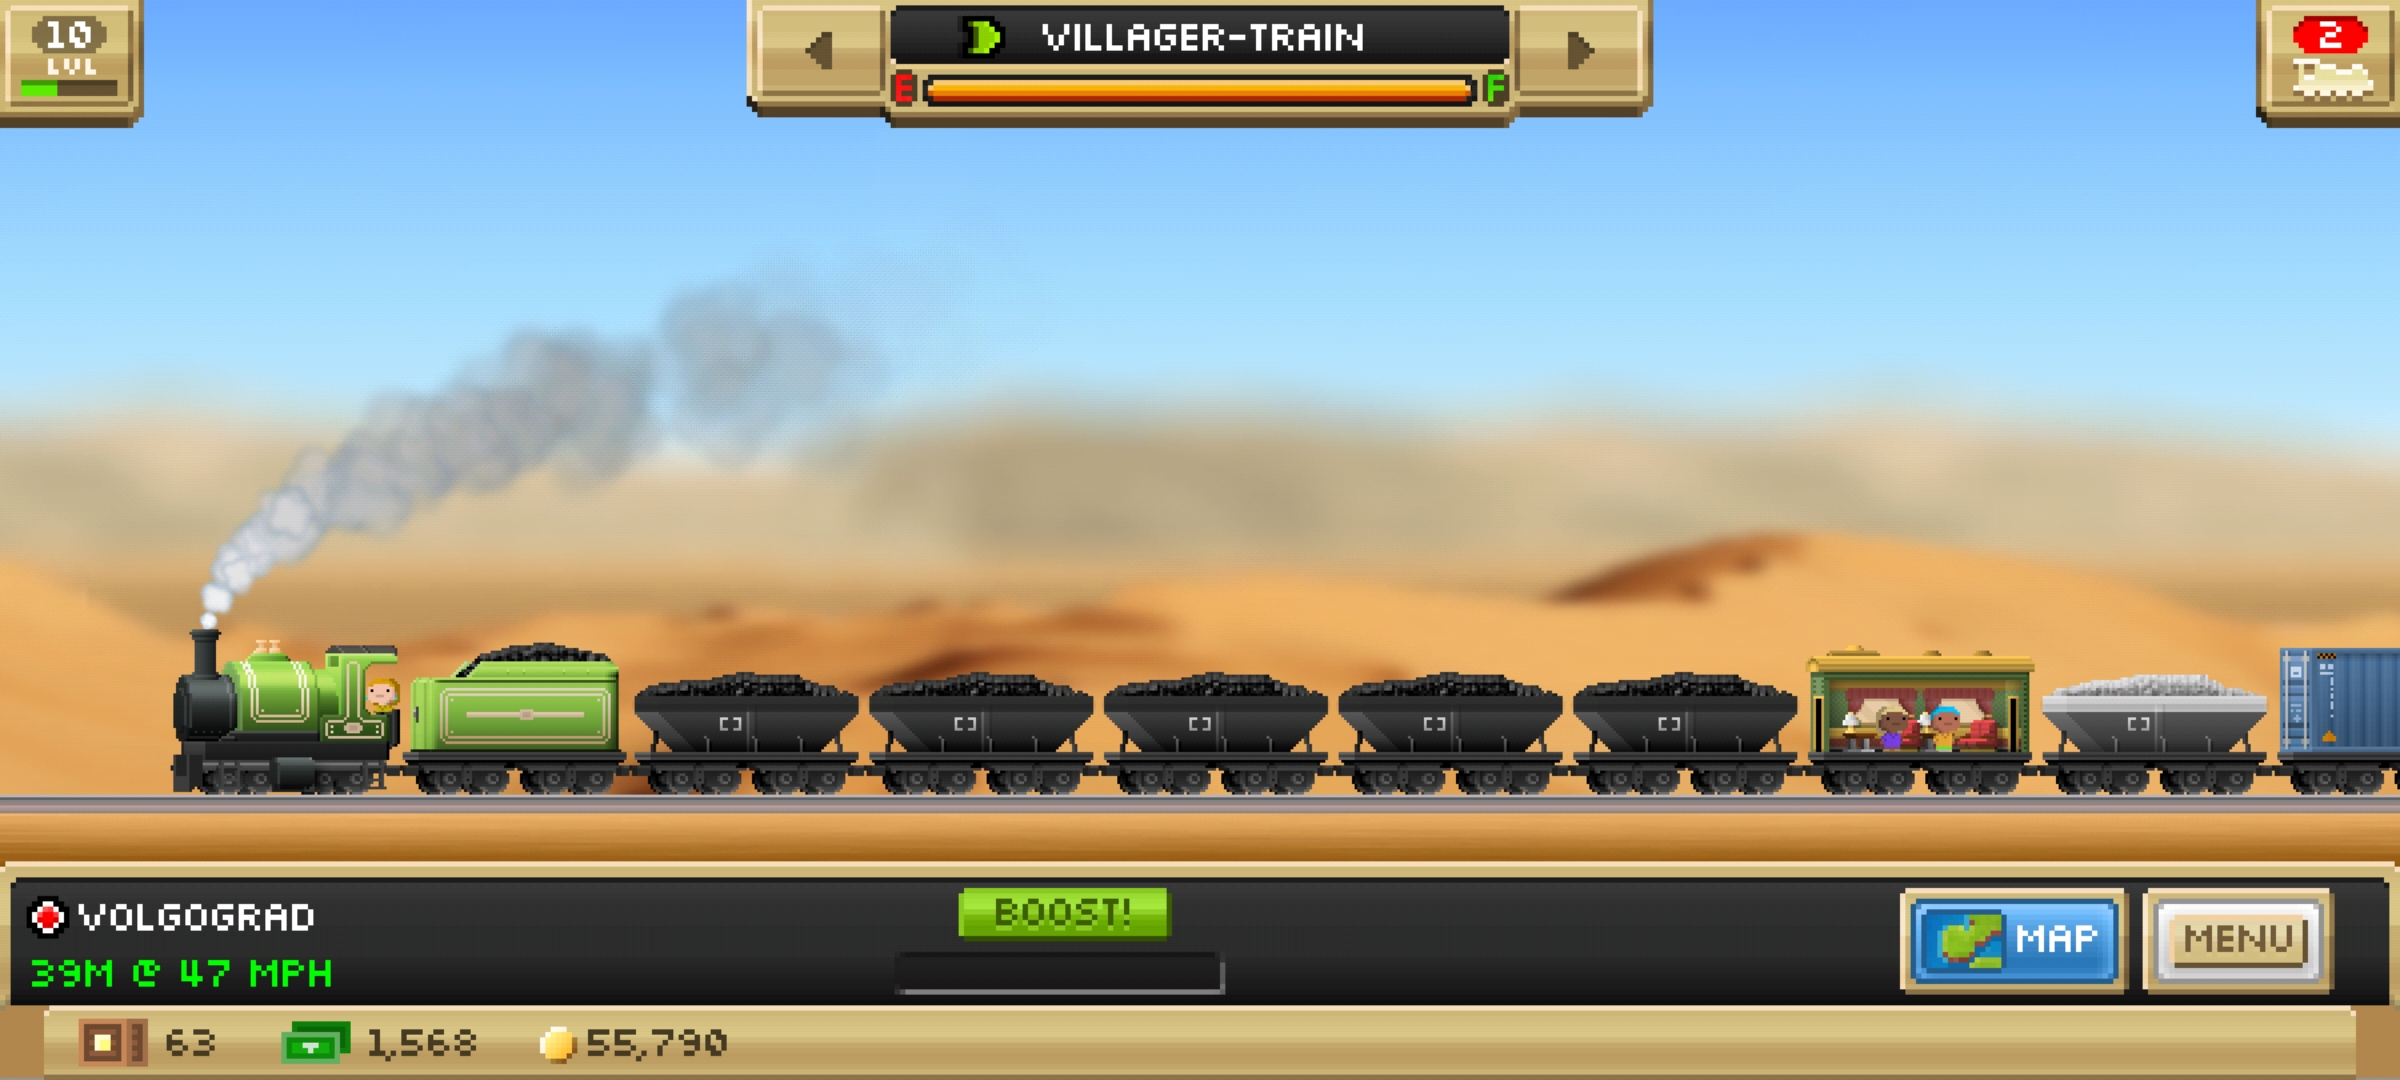 10
LVL
VILLAGER-TRAIN
E F
2
VOLGOGRAD
39M @ 47 MPH
BOOST!
MAP
MENU
63
1,568
55,790